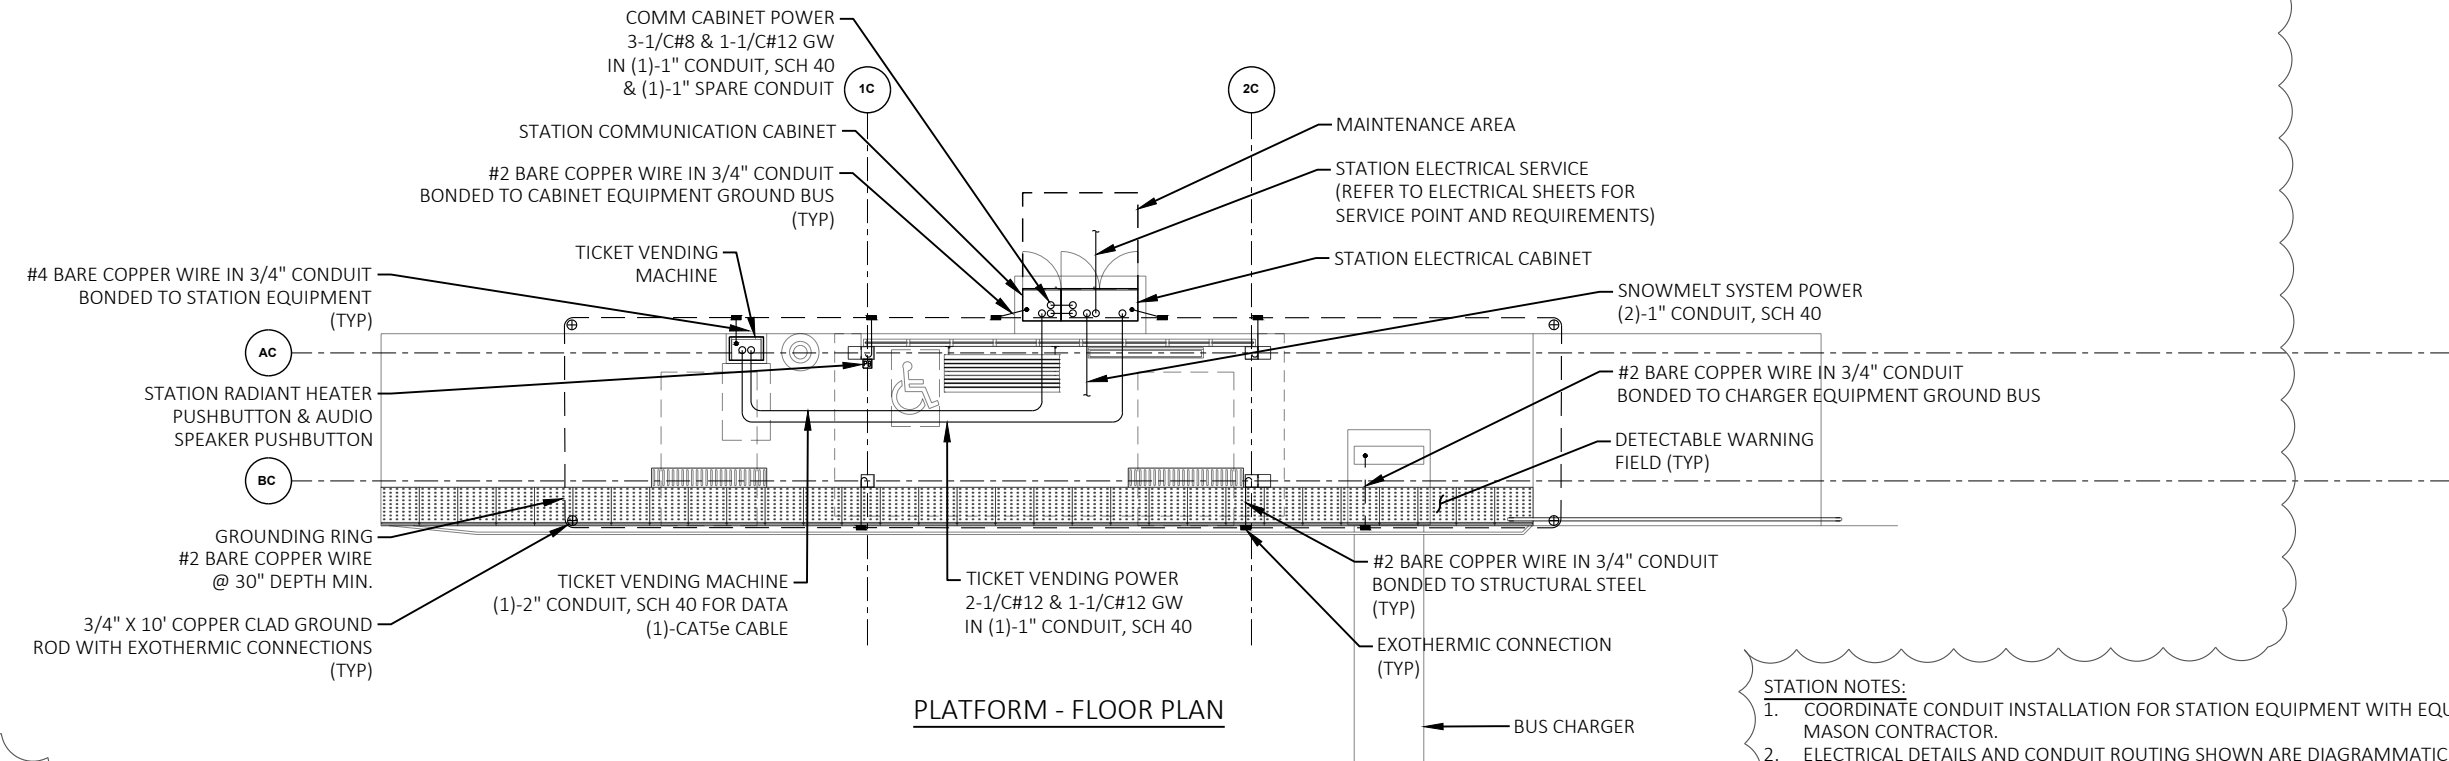 COMM CABINET POWER
3-1/C#8 & 1-1/C#12 GW
IN (1)-1" CONDUIT, SCH 40
& (1)-1" SPARE CONDUIT
1C
2C
STATION COMMUNICATION CABINET
#2 BARE COPPER WIRE IN 3/4" CONDUIT
BONDED TO CABINET EQUIPMENT GROUND BUS
(TYP)
MAINTENANCE AREA
STATION ELECTRICAL SERVICE
(REFER TO ELECTRICAL SHEETS FOR
SERVICE POINT AND REQUIREMENTS)
TICKET VENDING
MACHINE
STATION ELECTRICAL CABINET
#4 BARE COPPER WIRE IN 3/4" CONDUIT
BONDED TO STATION EQUIPMENT
(TYP)
SNOWMELT SYSTEM POWER
(2)-1" CONDUIT, SCH 40
AC
STATION RADIANT HEATER
PUSHBUTTON & AUDIO
SPEAKER PUSHBUTTON
#2 BARE COPPER WIRE IN 3/4" CONDUIT
BONDED TO CHARGER EQUIPMENT GROUND BUS
DETECTABLE WARNING
FIELD (TYP)
BC
GROUNDING RING
#2 BARE COPPER WIRE
@ 30" DEPTH MIN.
3/4" X 10' COPPER CLAD GROUND
ROD WITH EXOTHERMIC CONNECTIONS
(TYP)
TICKET VENDING MACHINE
(1)-2" CONDUIT, SCH 40 FOR DATA
(1)-CAT5e CABLE
TICKET VENDING POWER
2-1/C#12 & 1-1/C#12 GW
IN (1)-1" CONDUIT, SCH 40
#2 BARE COPPER WIRE IN 3/4" CONDUIT
BONDED TO STRUCTURAL STEEL
(TYP)
EXOTHERMIC CONNECTION
(TYP)
BUS CHARGER
PLATFORM - FLOOR PLAN
STATION NOTES:
1. COORDINATE CONDUIT INSTALLATION FOR STATION EQUIPMENT WITH EQU
MASON CONTRACTOR.
2. ELECTRICAL DETAILS AND CONDUIT ROUTING SHOWN ARE DIAGRAMMATIC